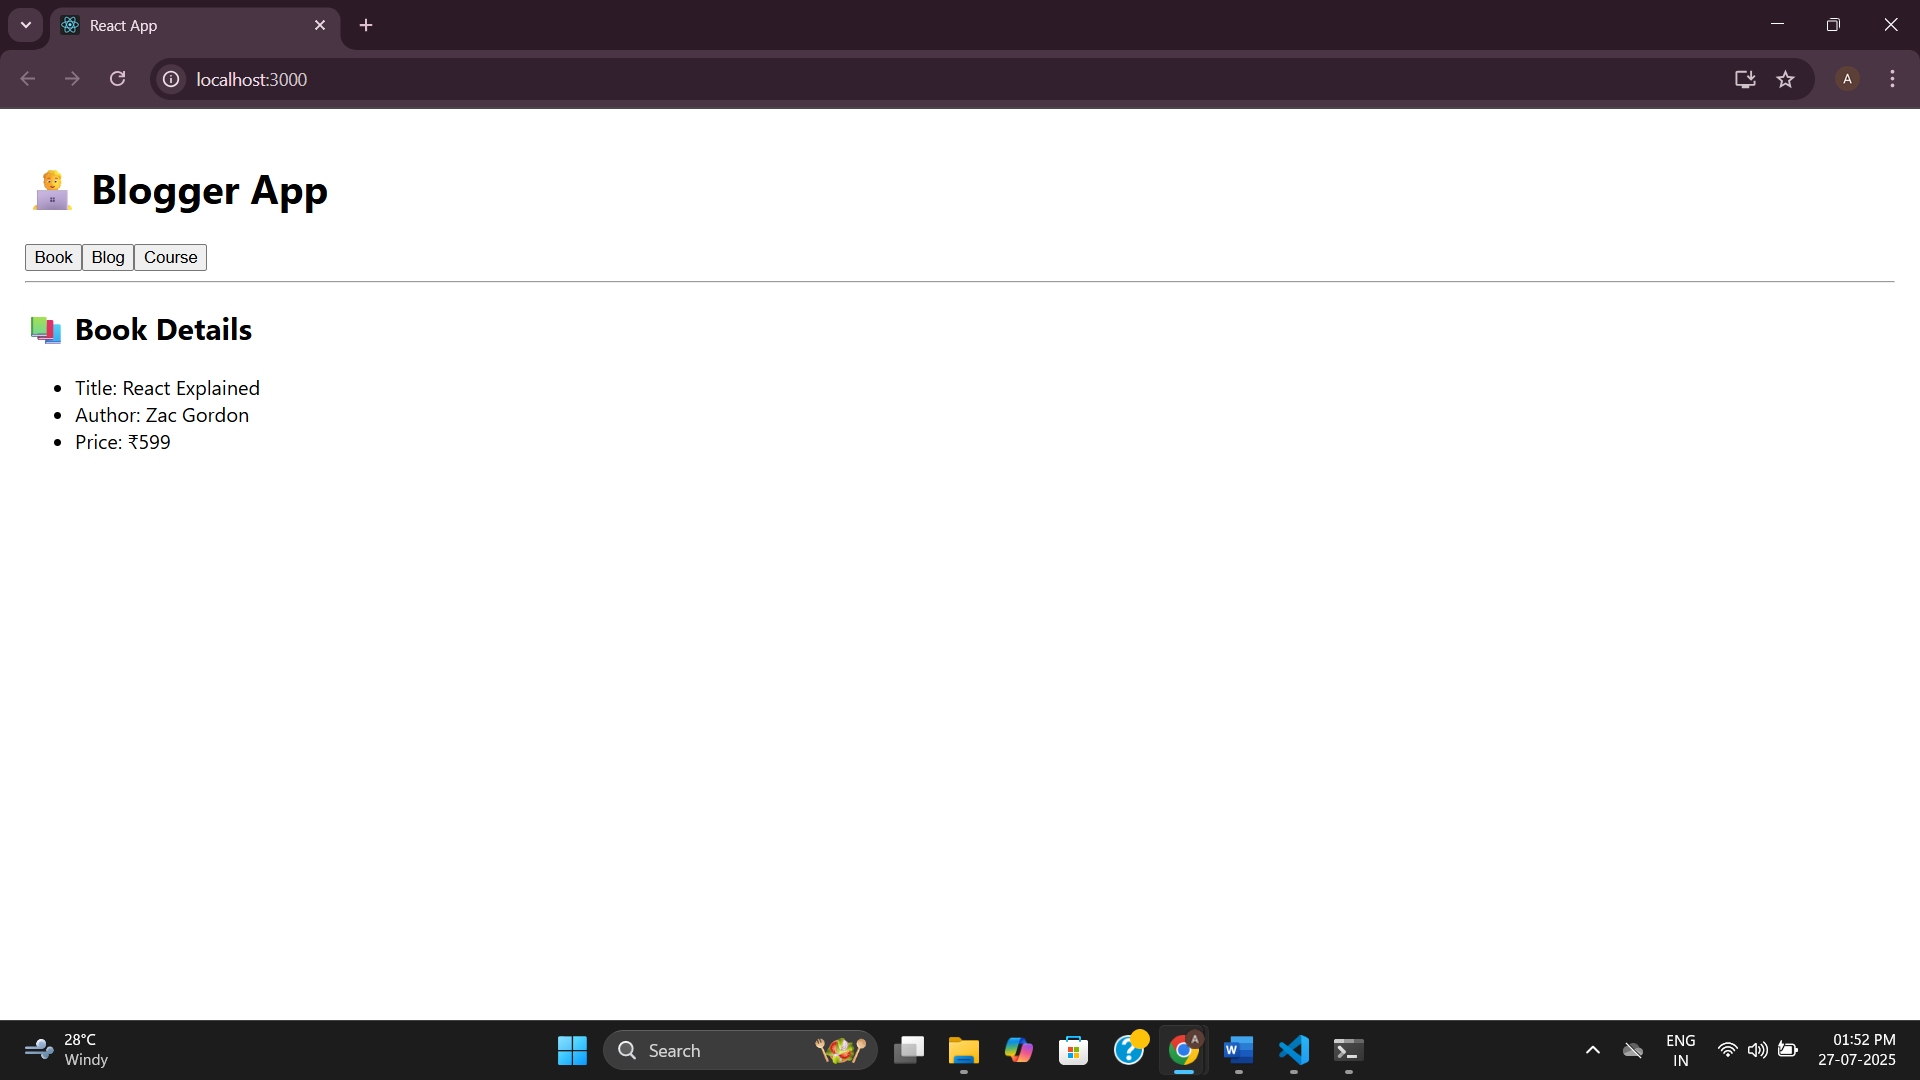 React App
localhost:3000
A
Blogger App
Book Blog Course
Book Details
Title: React Explained
Author: Zac Gordon
Price: ₹599
28°C
Windy
Search
A
ENG
IN
01:52 PM
27-07-2025